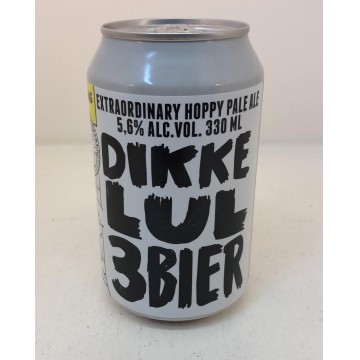 EXTRAORDINARY HOPPY PALE ALE
5,6% ALC.VOL. 330 ML
DIKKE
LUL
3BIER